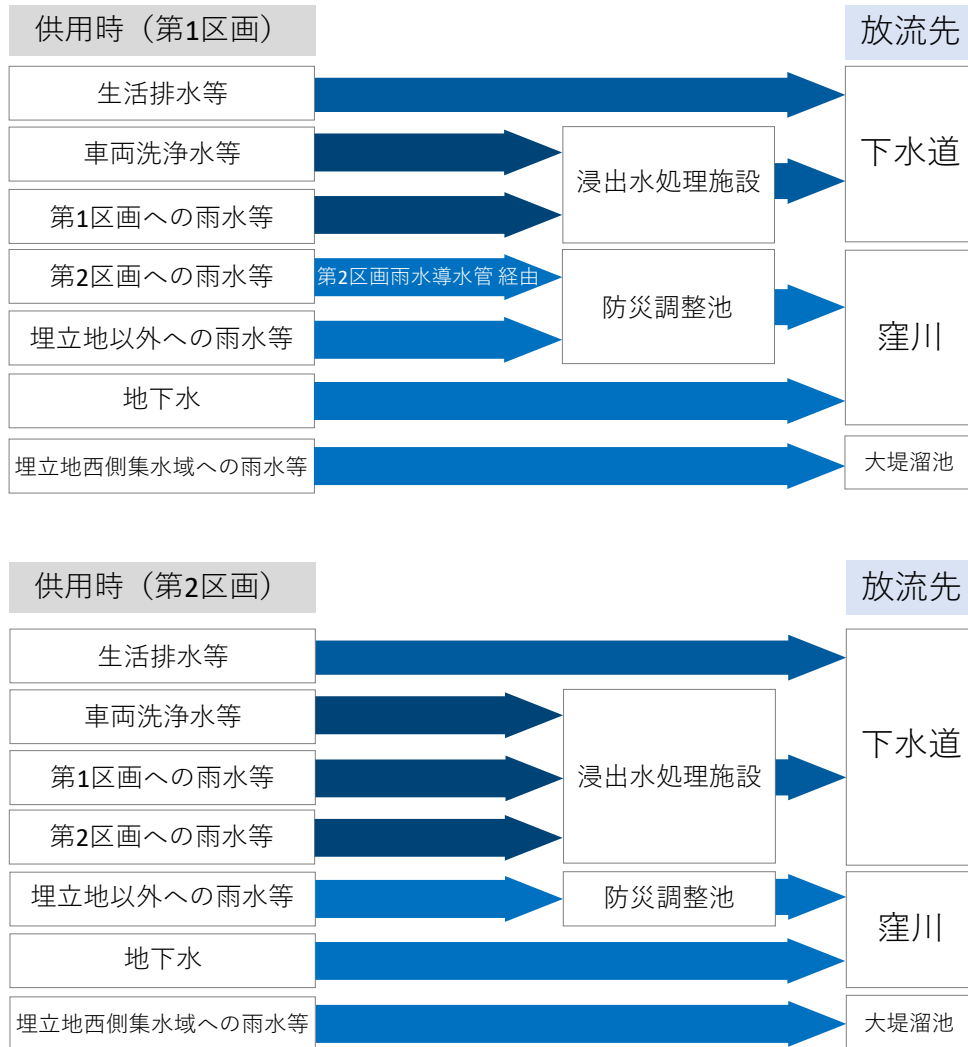 供用時（第1区画）
放流先
生活排水等
車両洗浄水等
第1区画への雨水等
第2区画への雨水等
埋立地以外への雨水等
地下水
埋立地西側集水域への雨水等
第2区画雨水導水管 経由
浸出水処理施設
防災調整池
下水道
窪川
大堤溜池
供用時（第2区画）
放流先
生活排水等
車両洗浄水等
第1区画への雨水等
第2区画への雨水等
埋立地以外への雨水等
地下水
埋立地西側集水域への雨水等
浸出水処理施設
防災調整池
下水道
窪川
大堤溜池